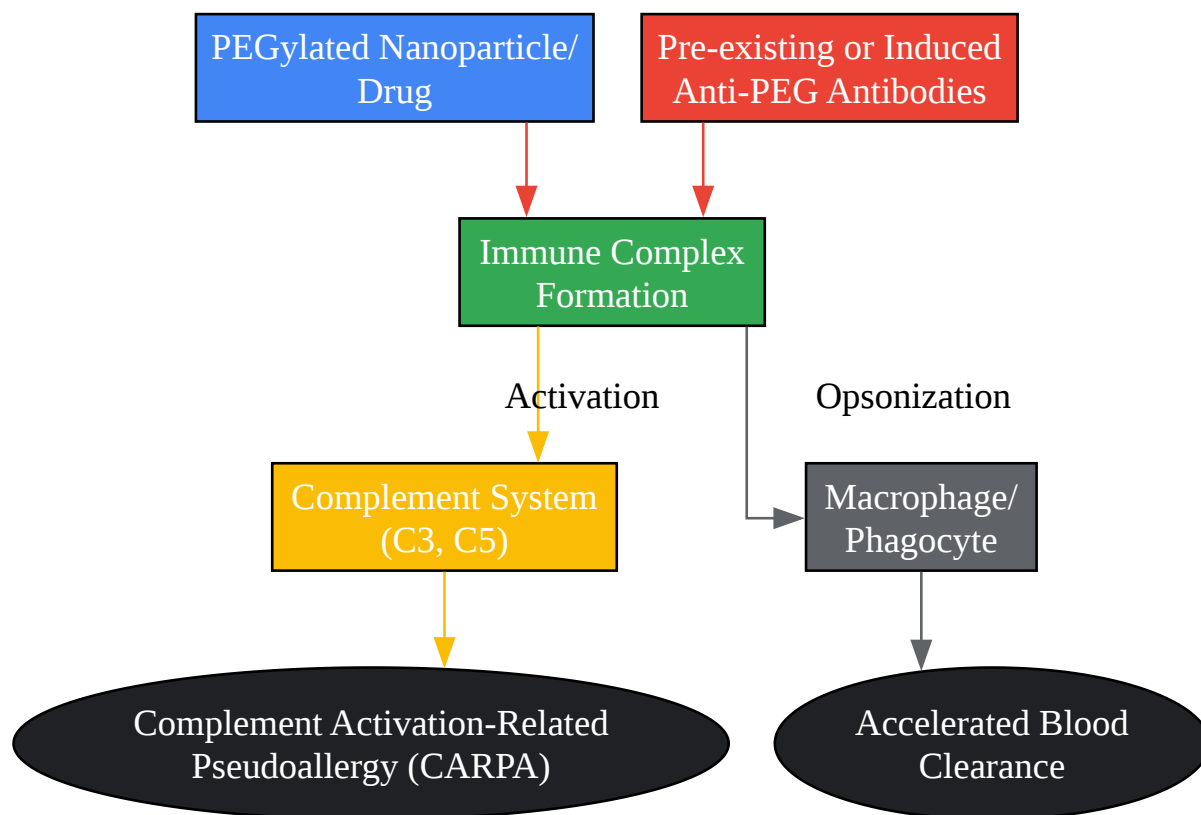 PEGylated Nanoparticle/
Drug
Pre-existing or Induced
Anti-PEG Antibodies
Immune Complex
Formation
Activation
Opsonization
Complement System
(C3, C5)
Macrophage/
Phagocyte
Complement Activation-Related
Pseudoallergy (CARPA)
Accelerated Blood
Clearance